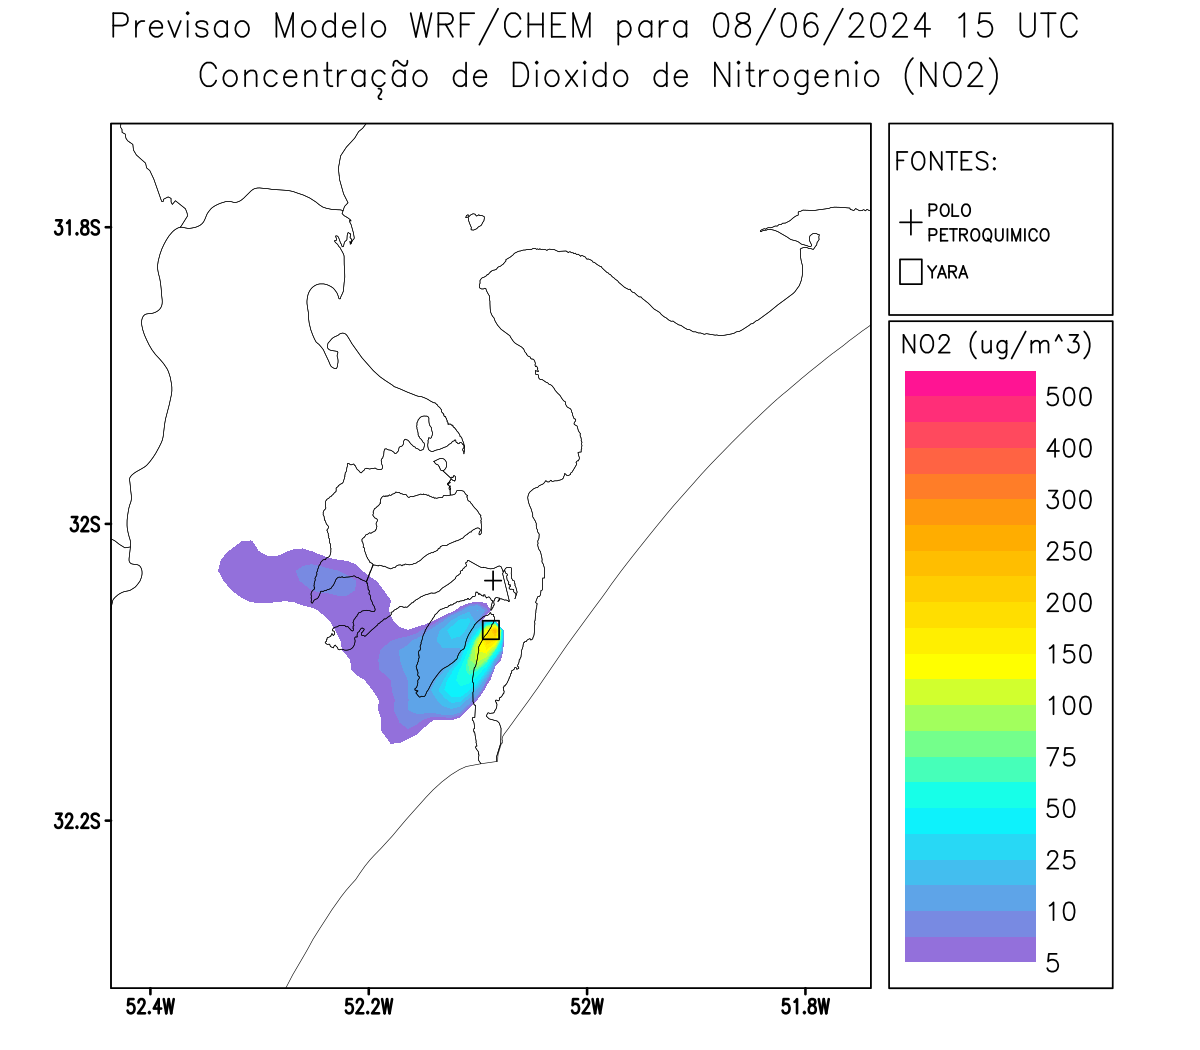 Previsao Modelo WRF/CHEM para 08/06/2024 15 UTC
Concentração de Dioxido de Nitrogenio (NO2)
FONTES:
POLO
PETROQUIMICO
YARA
NO2 (ug/m^3)
500
400
300
250
200
150
100
75
50
25
10
5
31.8S
32S
32.2S
52.4W
52.2W
52W
51.8W